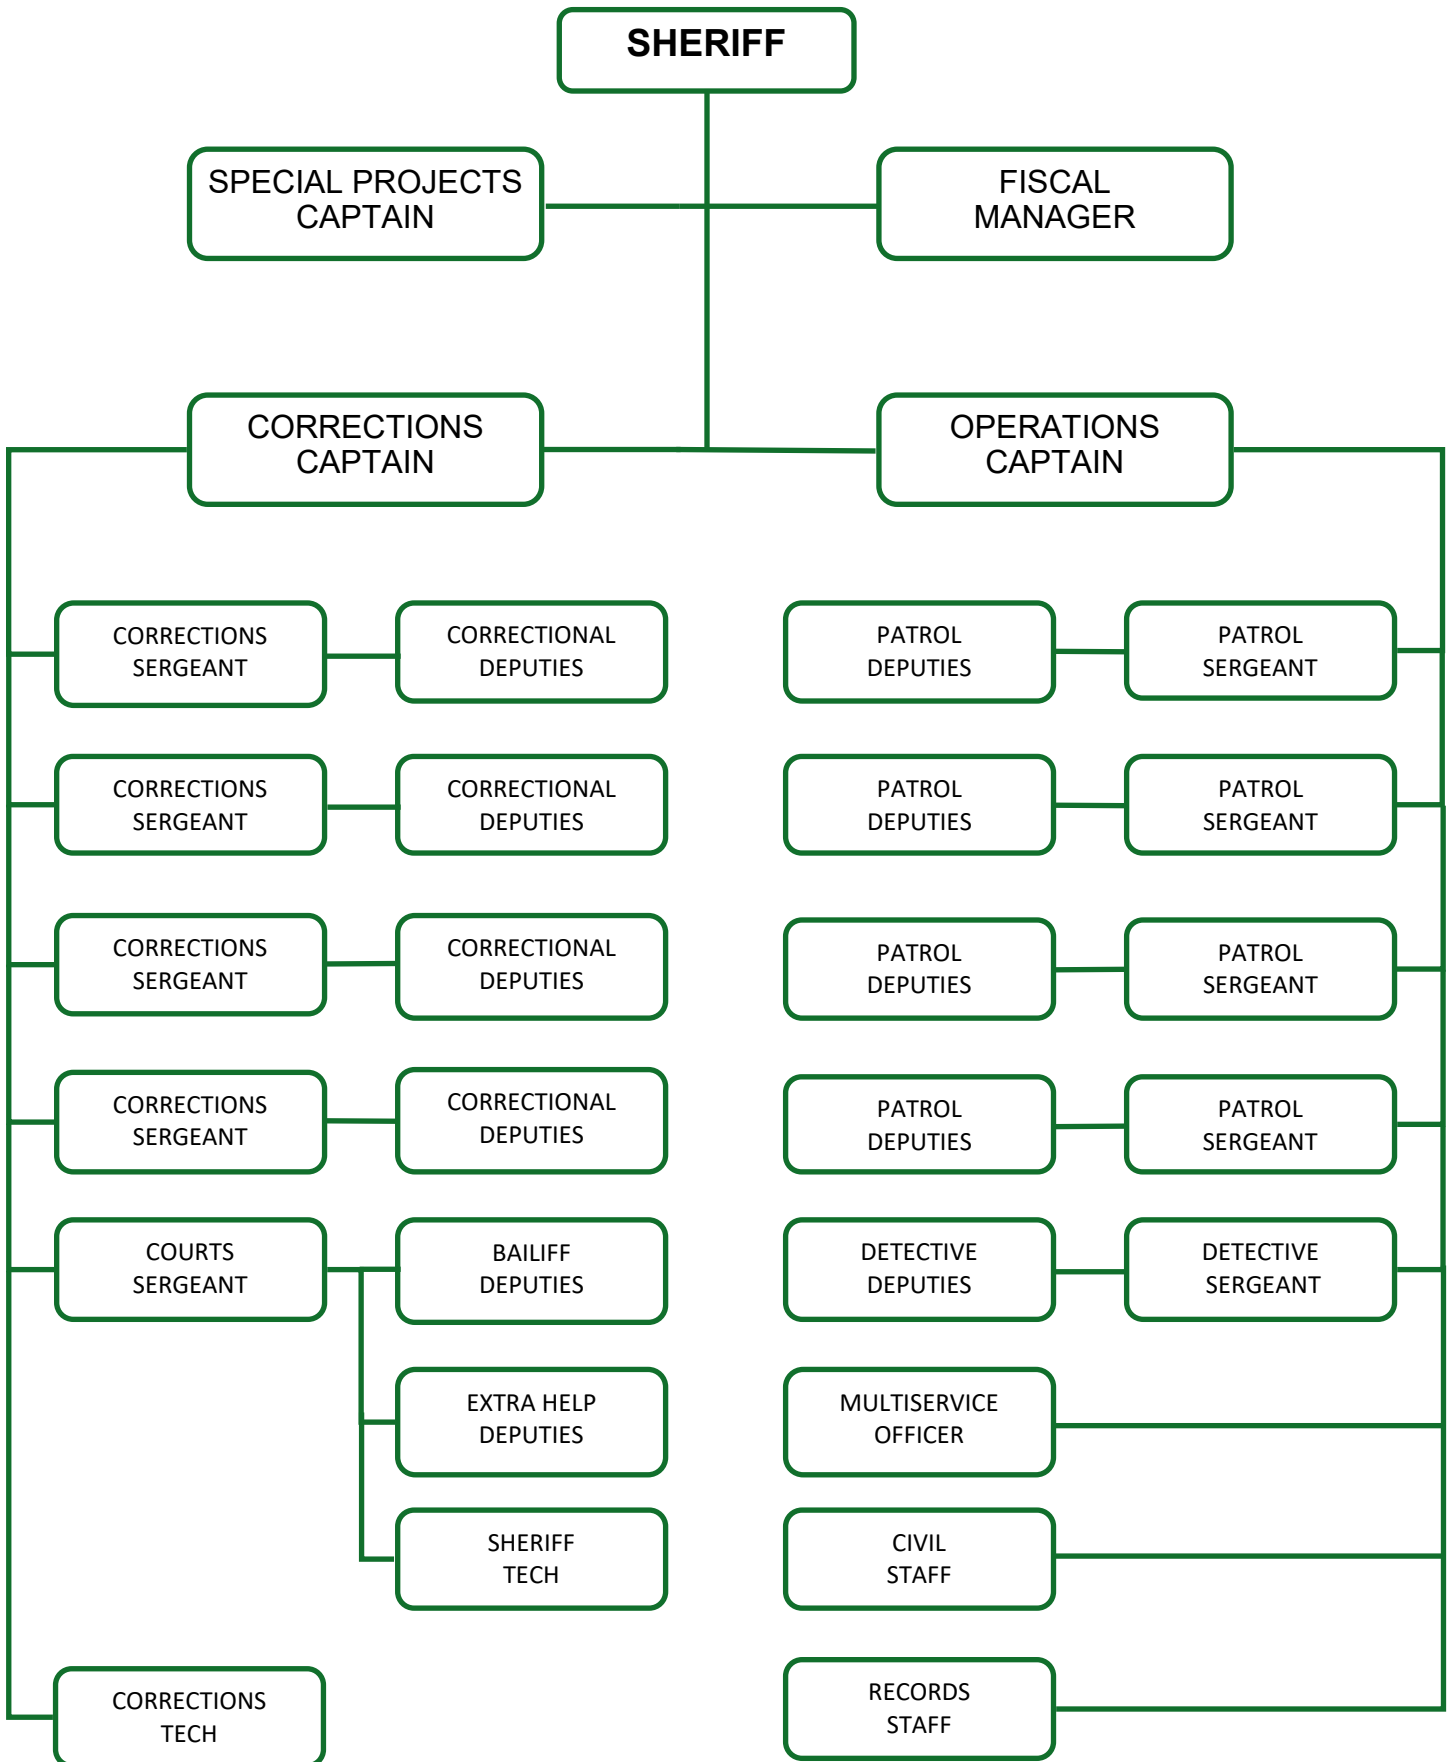 SHERIFF
SPECIAL PROJECTS
CAPTAIN
FISCAL
MANAGER
CORRECTIONS
CAPTAIN
OPERATIONS
CAPTAIN
CORRECTIONS
SERGEANT
CORRECTIONAL
DEPUTIES
PATROL
DEPUTIES
PATROL
SERGEANT
CORRECTIONS
SERGEANT
CORRECTIONAL
DEPUTIES
PATROL
DEPUTIES
PATROL
SERGEANT
CORRECTIONS
SERGEANT
CORRECTIONAL
DEPUTIES
PATROL
DEPUTIES
PATROL
SERGEANT
CORRECTIONS
SERGEANT
CORRECTIONAL
DEPUTIES
PATROL
DEPUTIES
PATROL
SERGEANT
COURTS
SERGEANT
BAILIFF
DEPUTIES
DETECTIVE
DEPUTIES
DETECTIVE
SERGEANT
EXTRA HELP
DEPUTIES
MULTISERVICE
OFFICER
SHERIFF
TECH
CIVIL
STAFF
CORRECTIONS
TECH
RECORDS
STAFF